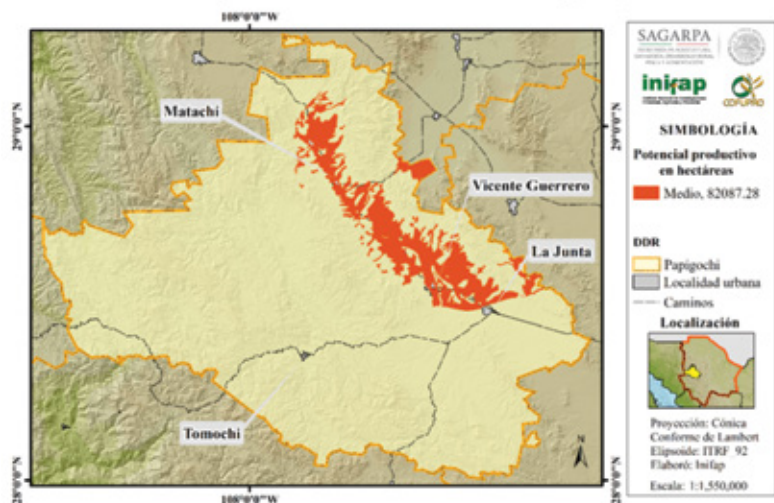 108°0'0"W
29°0'0"N
28°0'0"N
Matachi
Vicente Guerrero
La Junta
Tomochi
N
108°0'0"W
29°0'0"N
28°0'0"N
SAGARPA
inifap
COFUPRO
SIMBOLOGÍA
Potencial productivo
en hectáreas
Medio, 82087.28
DDR
Papigochi
Localidad urbana
Caminos
Localización
Proyección: Cónica
Conforme de Lambert
Elipsoide: ITRF_92
Elaboró: Inifap
Escala: 1:1,550,000